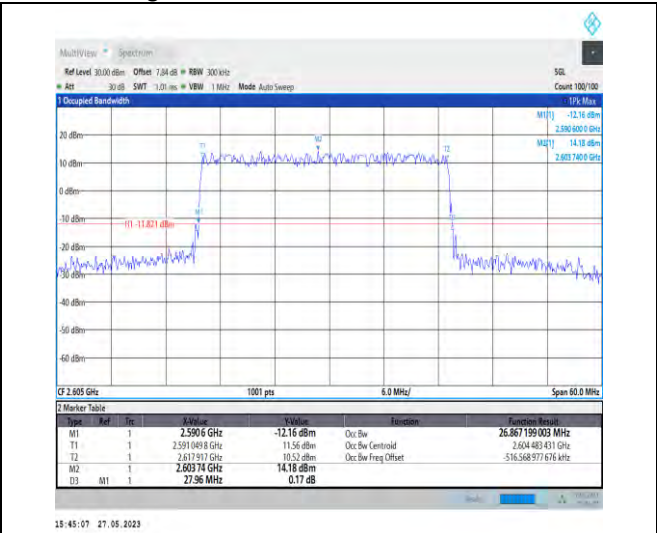 MultiView Spectrum
Ref Level 30.00 dBm Offset 7.84 dB RBW 300 kHz SGL
Att 30 dB SWT 1.01 ms VBW 1 MHz Mode Auto Sweep Count 100/100
1 Occupied Bandwidth 1Pk Max
M1[1] -12.16 dBm
2.590 600 0 GHz
M2[1] 14.18 dBm
2.603 740 0 GHz
20 dBm
T1 M2 T2
10 dBm
0 dBm
-10 dBm
M1
H1 -11.821 dBm
-20 dBm
-30 dBm
-40 dBm
-50 dBm
-60 dBm
CF 2.605 GHz 1001 pts 6.0 MHz/ Span 60.0 MHz
2 Marker Table
Type Ref Trc X-Value Y-Value Function Function Result
M1 1 2.5906 GHz -12.16 dBm Occ Bw 26.867 199 003 MHz
T1 1 2.591 049 8 GHz 11.56 dBm Occ Bw Centroid 2.604 483 431 GHz
T2 1 2.617 917 GHz 10.52 dBm Occ Bw Freq Offset -516.568 977 676 kHz
M2 1 2.603 74 GHz 14.18 dBm
D3 M1 1 27.96 MHz 0.17 dB
15:45:07 27.05.2023